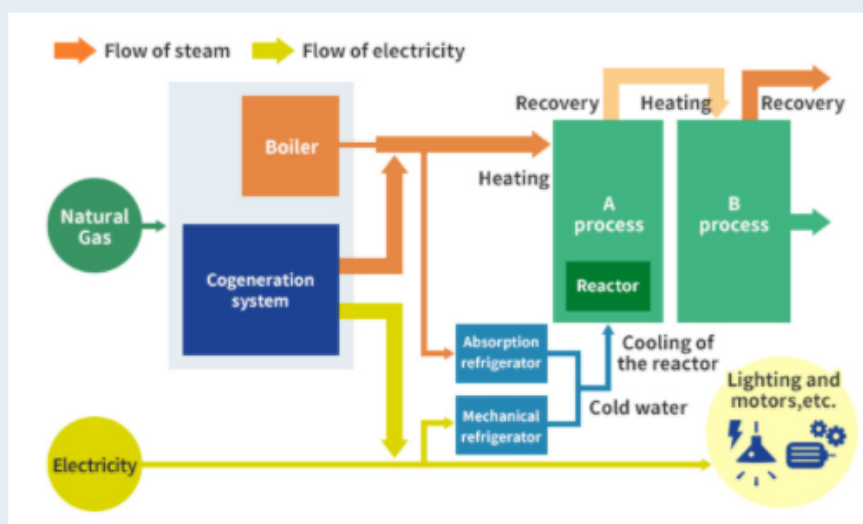 Flow of steam
Flow of electricity
Recovery
Heating
Recovery
Boiler
Heating
Natural
Gas
A
process
B
process
Cogeneration
system
Reactor
Absorption
refrigerator
Cooling of
the reactor
Cold water
Mechanical
refrigerator
Lighting and
motors,etc.
Electricity